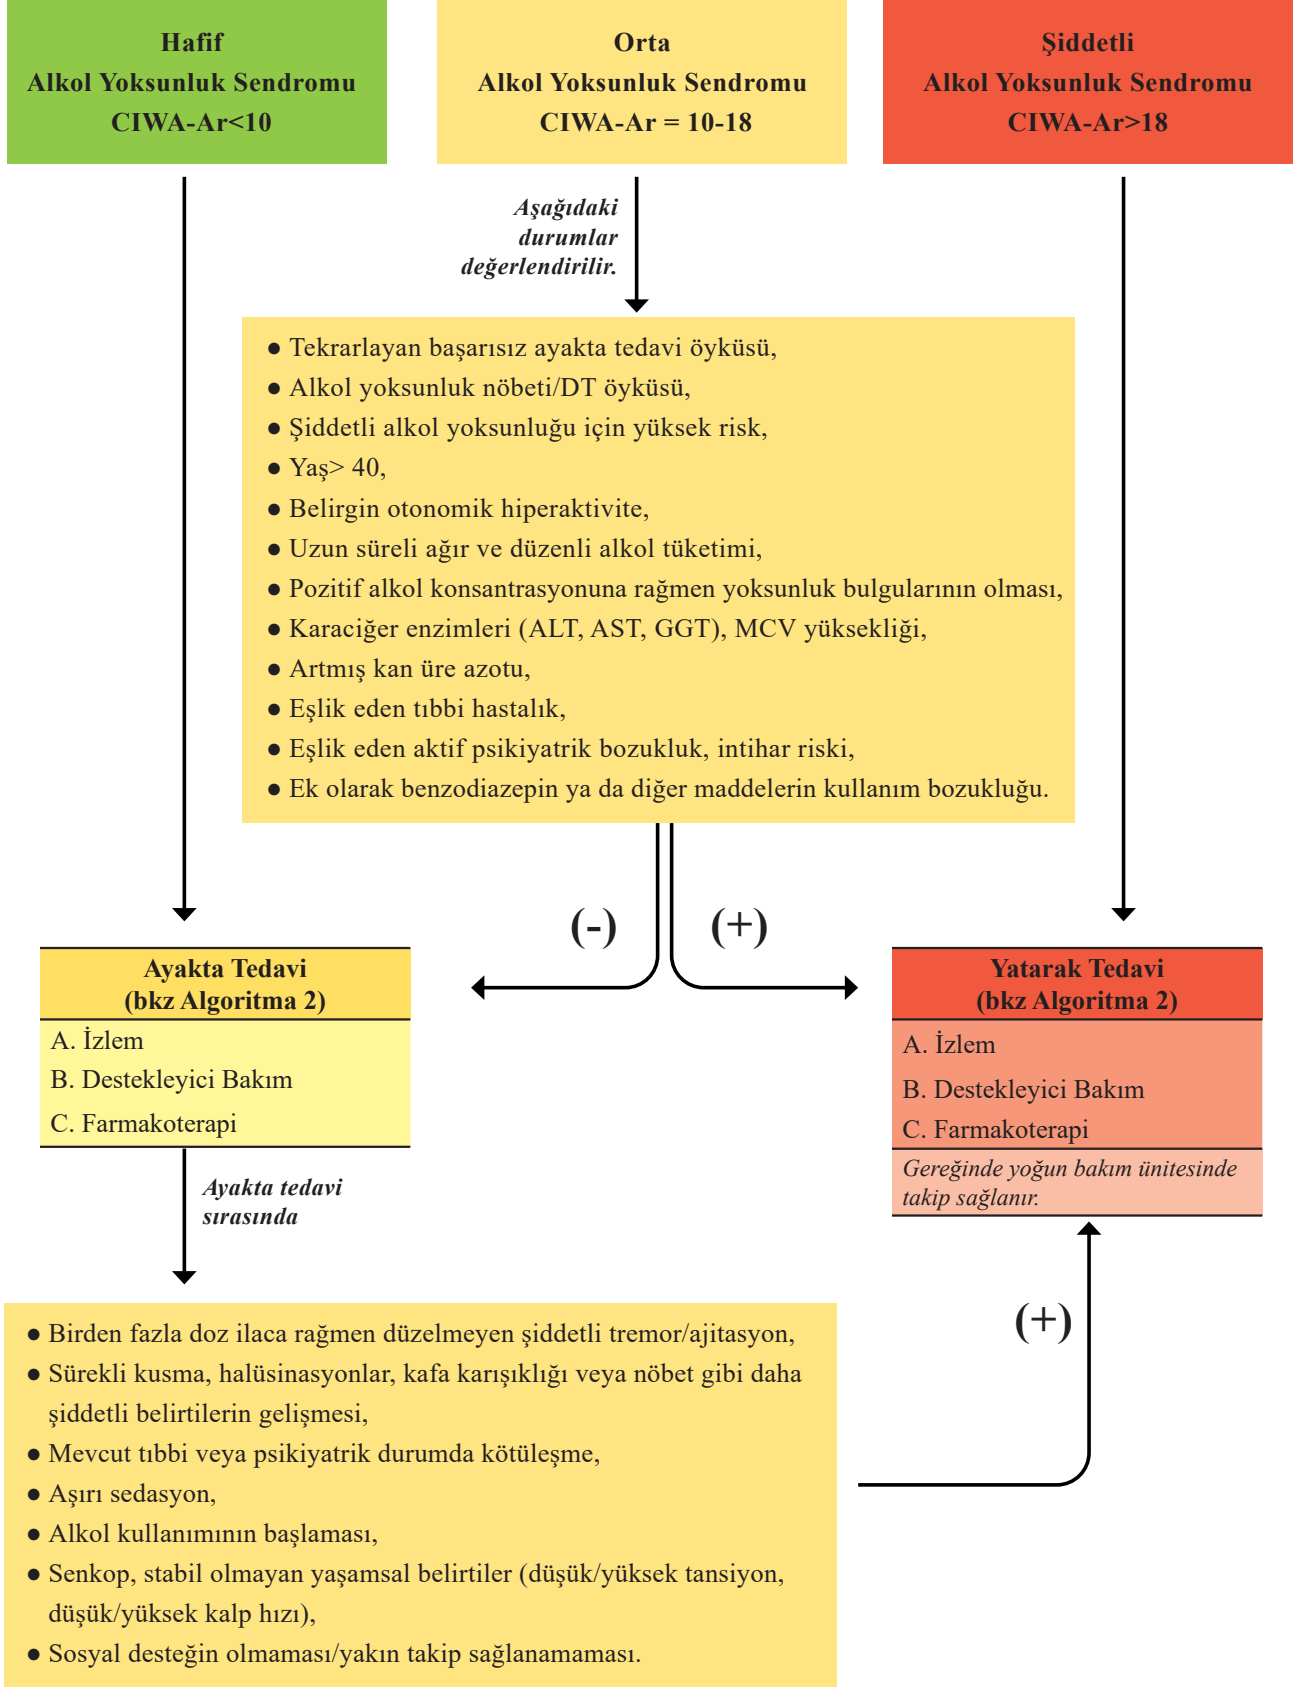 Hafif
Alkol Yoksunluk Sendromu
CIWA-Ar<10
Orta
Alkol Yoksunluk Sendromu
CIWA-Ar = 10-18
Şiddetli
Alkol Yoksunluk Sendromu
CIWA-Ar>18
Aşağıdaki
durumlar
değerlendirilir.
● Tekrarlayan başarısız ayakta tedavi öyküsü,
● Alkol yoksunluk nöbeti/DT öyküsü,
● Şiddetli alkol yoksunluğu için yüksek risk,
● Yaş> 40,
● Belirgin otonomik hiperaktivite,
● Uzun süreli ağır ve düzenli alkol tüketimi,
● Pozitif alkol konsantrasyonuna rağmen yoksunluk bulgularının olması,
● Karaciğer enzimleri (ALT, AST, GGT), MCV yüksekliği,
● Artmış kan üre azotu,
● Eşlik eden tıbbi hastalık,
● Eşlik eden aktif psikiyatrik bozukluk, intihar riski,
● Ek olarak benzodiazepin ya da diğer maddelerin kullanım bozukluğu.
(-)
(+)
Ayakta Tedavi
(bkz Algoritma 2)
A. İzlem
B. Destekleyici Bakım
C. Farmakoterapi
Yatarak Tedavi
(bkz Algoritma 2)
A. İzlem
B. Destekleyici Bakım
C. Farmakoterapi
Gereğinde yoğun bakım ünitesinde
takip sağlanır.
Ayakta tedavi
sırasında
(+)
● Birden fazla doz ilaca rağmen düzelmeyen şiddetli tremor/ajitasyon,
● Sürekli kusma, halüsinasyonlar, kafa karışıklığı veya nöbet gibi daha
şiddetli belirtilerin gelişmesi,
● Mevcut tıbbi veya psikiyatrik durumda kötüleşme,
● Aşırı sedasyon,
● Alkol kullanımının başlaması,
● Senkop, stabil olmayan yaşamsal belirtiler (düşük/yüksek tansiyon,
düşük/yüksek kalp hızı),
● Sosyal desteğin olmaması/yakın takip sağlanamaması.